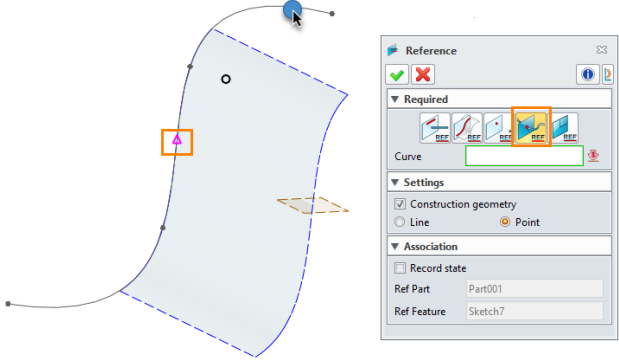 Reference
Required
REF REF REF REF REF
Curve
Settings
Construction geometry
Line Point
Association
Record state
Ref Part Part001
Ref Feature Sketch7